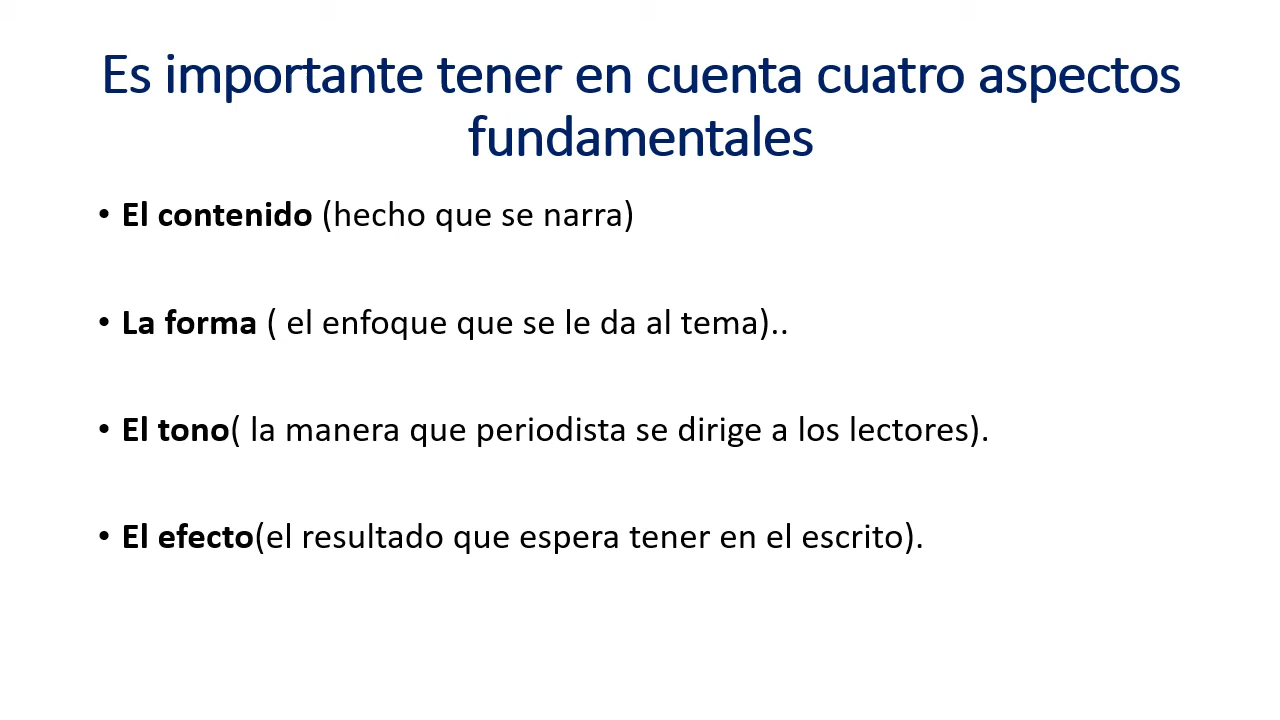 Es importante tener en cuenta cuatro aspectos
fundamentales
• El contenido (hecho que se narra)
• La forma ( el enfoque que se le da al tema)..
• El tono( la manera que periodista se dirige a los lectores).
• El efecto(el resultado que espera tener en el escrito).